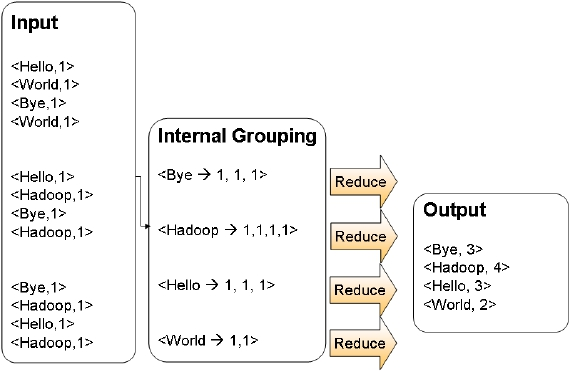 Input
<Hello,1>
<World,1>
<Bye,1>
<World,1>
<Hello,1>
<Hadoop,1>
<Bye,1>
<Hadoop,1>
<Bye,1>
<Hadoop,1>
<Hello,1>
<Hadoop,1>
Internal Grouping
<Bye → 1, 1, 1>
<Hadoop → 1,1,1,1>
<Hello → 1, 1, 1>
<World → 1,1>
Reduce
Reduce
Reduce
Reduce
Output
<Bye, 3>
<Hadoop, 4>
<Hello, 3>
<World, 2>